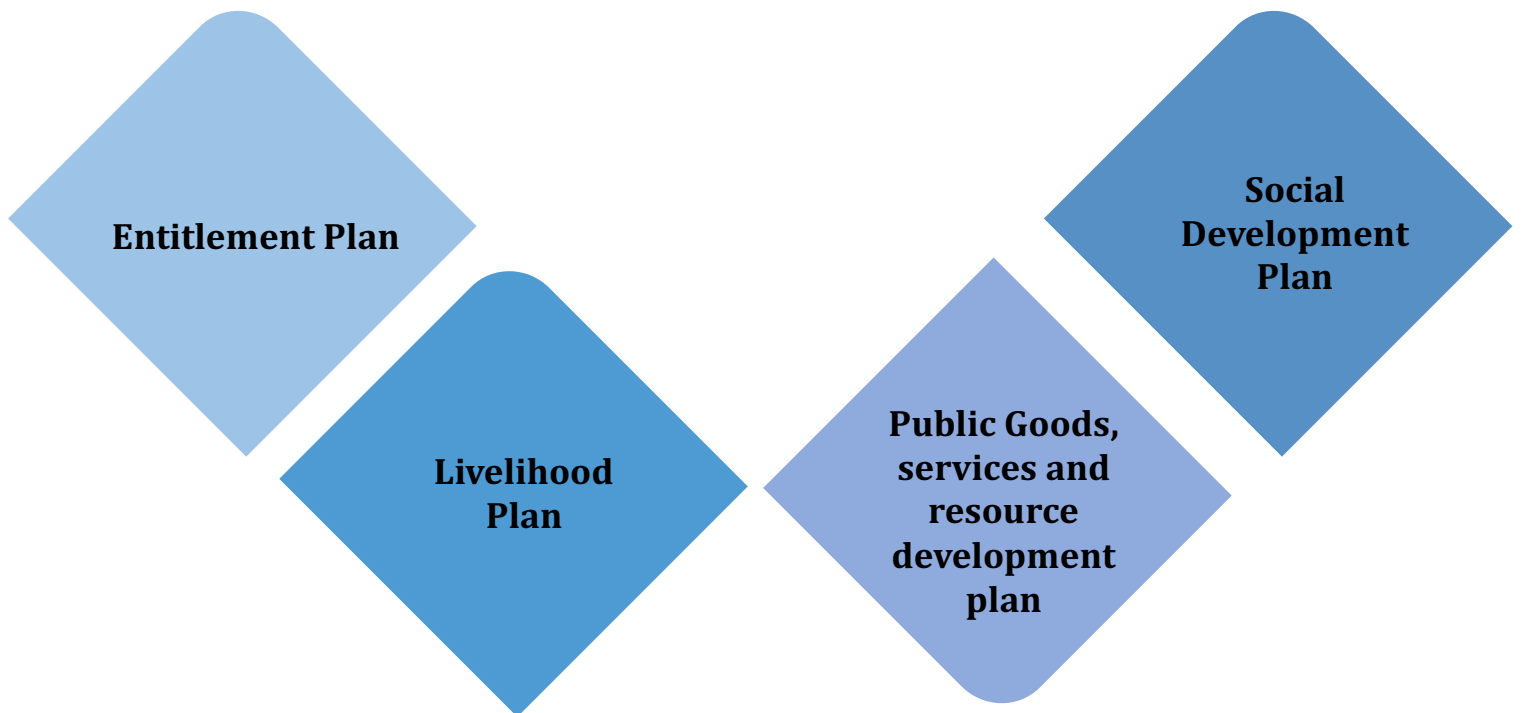 Entitlement Plan
Livelihood
Plan
Public Goods,
services and
resource
development
plan
Social
Development
Plan